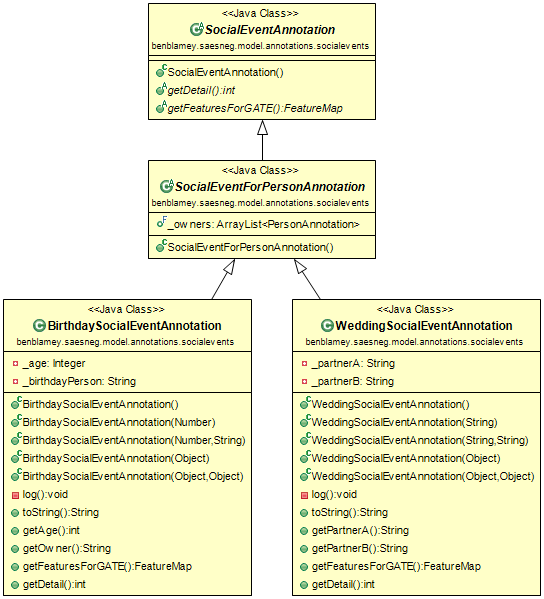 <<Java Class>>
SocialEventAnnotation
benblamey.saesneg.model.annotations.socialevents
SocialEventAnnotation()
getDetail():int
getFeaturesForGATE():FeatureMap
<<Java Class>>
SocialEventForPersonAnnotation
benblamey.saesneg.model.annotations.socialevents
_owners: ArrayList<PersonAnnotation>
SocialEventForPersonAnnotation()
<<Java Class>>
BirthdaySocialEventAnnotation
benblamey.saesneg.model.annotations.socialevents
_age: Integer
_birthdayPerson: String
BirthdaySocialEventAnnotation()
BirthdaySocialEventAnnotation(Number)
BirthdaySocialEventAnnotation(Number,String)
BirthdaySocialEventAnnotation(Object)
BirthdaySocialEventAnnotation(Object,Object)
log():void
toString():String
getAge():int
getOwner():String
getFeaturesForGATE():FeatureMap
getDetail():int
<<Java Class>>
WeddingSocialEventAnnotation
benblamey.saesneg.model.annotations.socialevents
_partnerA: String
_partnerB: String
WeddingSocialEventAnnotation()
WeddingSocialEventAnnotation(String)
WeddingSocialEventAnnotation(String,String)
WeddingSocialEventAnnotation(Object)
WeddingSocialEventAnnotation(Object,Object)
log():void
toString():String
getPartnerA():String
getPartnerB():String
getFeaturesForGATE():FeatureMap
getDetail():int